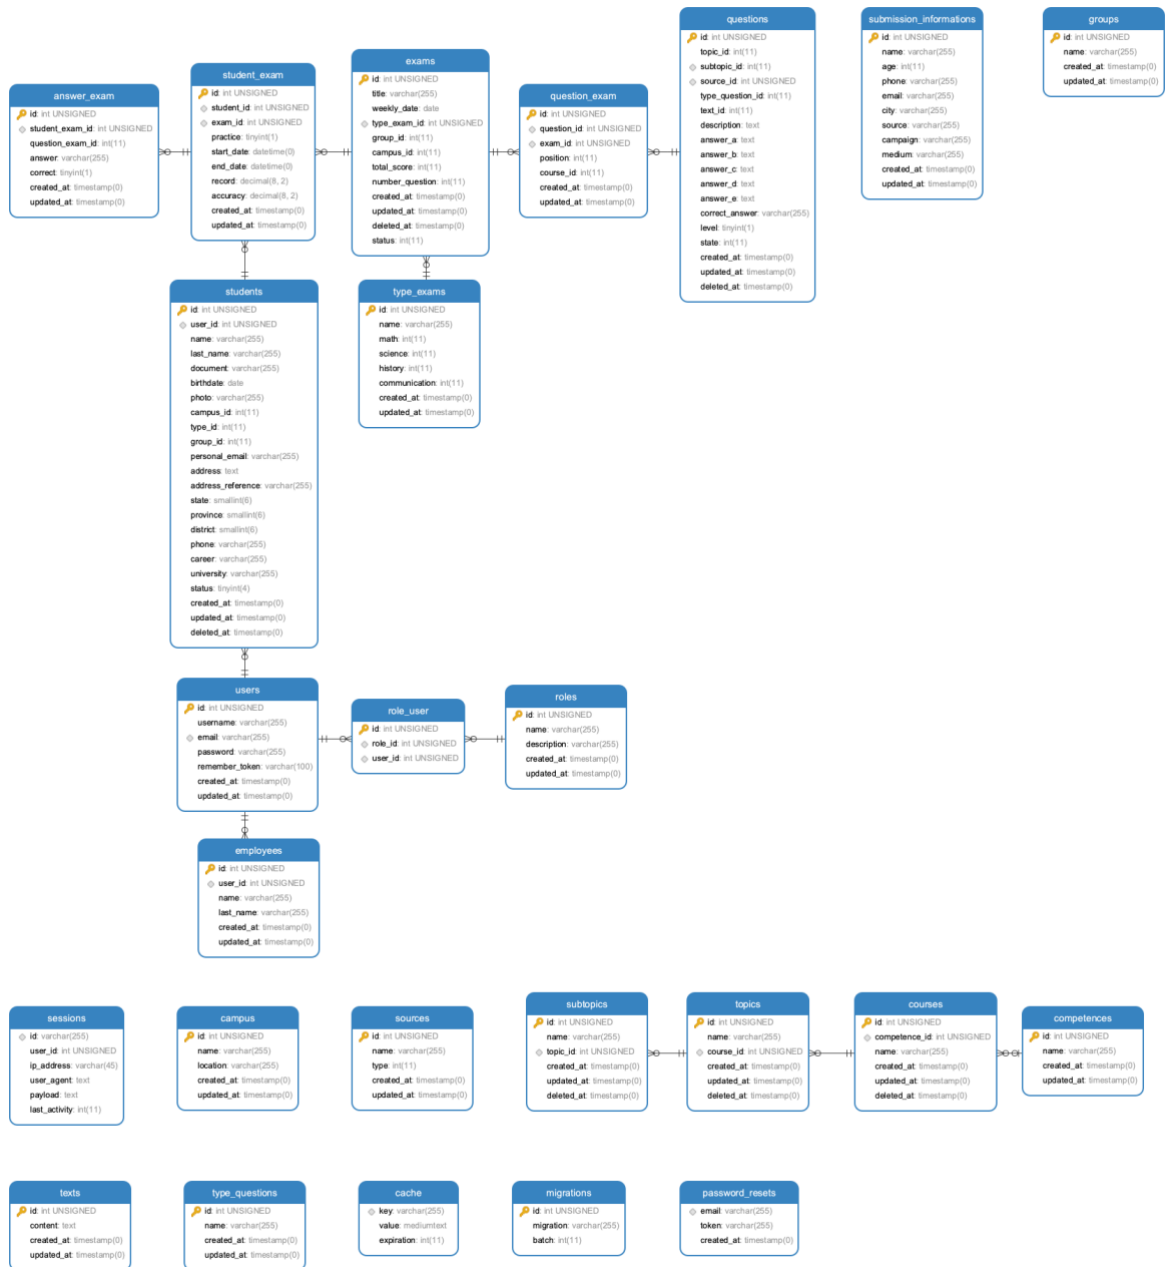 answer_exam
id: int UNSIGNED
student_exam_id: int UNSIGNED
question_exam_id: int(11)
answer: varchar(255)
correct: tinyint(1)
created_at: timestamp(0)
updated_at: timestamp(0)
student_exam
id: int UNSIGNED
student_id: int UNSIGNED
exam_id: int UNSIGNED
practice: tinyint(1)
start_date: datetime(0)
end_date: datetime(0)
record: decimal(8, 2)
accuracy: decimal(8, 2)
created_at: timestamp(0)
updated_at: timestamp(0)
exams
id: int UNSIGNED
title: varchar(255)
weekly_date: date
type_exam_id: int UNSIGNED
group_id: int(11)
campus_id: int(11)
total_score: int(11)
number_question: int(11)
created_at: timestamp(0)
updated_at: timestamp(0)
deleted_at: timestamp(0)
status: int(11)
question_exam
id: int UNSIGNED
question_id: int UNSIGNED
exam_id: int UNSIGNED
position: int(11)
course_id: int(11)
created_at: timestamp(0)
updated_at: timestamp(0)
questions
id: int UNSIGNED
topic_id: int(11)
subtopic_id: int(11)
source_id: int UNSIGNED
type_question_id: int(11)
text_id: int(11)
description: text
answer_a: text
answer_b: text
answer_c: text
answer_d: text
answer_e: text
correct_answer: varchar(255)
level: tinyint(1)
state: int(11)
created_at: timestamp(0)
updated_at: timestamp(0)
deleted_at: timestamp(0)
submission_informations
id: int UNSIGNED
name: varchar(255)
age: int(11)
phone: varchar(255)
email: varchar(255)
city: varchar(255)
source: varchar(255)
campaign: varchar(255)
medium: varchar(255)
created_at: timestamp(0)
updated_at: timestamp(0)
groups
id: int UNSIGNED
name: varchar(255)
created_at: timestamp(0)
updated_at: timestamp(0)
students
id: int UNSIGNED
user_id: int UNSIGNED
name: varchar(255)
last_name: varchar(255)
document: varchar(255)
birthdate: date
photo: varchar(255)
campus_id: int(11)
type_id: int(11)
group_id: int(11)
personal_email: varchar(255)
address: text
address_reference: varchar(255)
state: smallint(6)
province: smallint(6)
district: smallint(6)
phone: varchar(255)
career: varchar(255)
university: varchar(255)
status: tinyint(4)
created_at: timestamp(0)
updated_at: timestamp(0)
deleted_at: timestamp(0)
type_exams
id: int UNSIGNED
name: varchar(255)
math: int(11)
science: int(11)
history: int(11)
communication: int(11)
created_at: timestamp(0)
updated_at: timestamp(0)
users
id: int UNSIGNED
username: varchar(255)
email: varchar(255)
password: varchar(255)
remember_token: varchar(100)
created_at: timestamp(0)
updated_at: timestamp(0)
role_user
id: int UNSIGNED
role_id: int UNSIGNED
user_id: int UNSIGNED
roles
id: int UNSIGNED
name: varchar(255)
description: varchar(255)
created_at: timestamp(0)
updated_at: timestamp(0)
employees
id: int UNSIGNED
user_id: int UNSIGNED
name: varchar(255)
last_name: varchar(255)
created_at: timestamp(0)
updated_at: timestamp(0)
sessions
id: varchar(255)
user_id: int UNSIGNED
ip_address: varchar(45)
user_agent: text
payload: text
last_activity: int(11)
campus
id: int UNSIGNED
name: varchar(255)
location: varchar(255)
created_at: timestamp(0)
updated_at: timestamp(0)
sources
id: int UNSIGNED
name: varchar(255)
type: int(11)
created_at: timestamp(0)
updated_at: timestamp(0)
subtopics
id: int UNSIGNED
name: varchar(255)
topic_id: int UNSIGNED
created_at: timestamp(0)
updated_at: timestamp(0)
deleted_at: timestamp(0)
topics
id: int UNSIGNED
name: varchar(255)
course_id: int UNSIGNED
created_at: timestamp(0)
updated_at: timestamp(0)
deleted_at: timestamp(0)
courses
id: int UNSIGNED
competence_id: int UNSIGNED
name: varchar(255)
created_at: timestamp(0)
updated_at: timestamp(0)
deleted_at: timestamp(0)
competences
id: int UNSIGNED
name: varchar(255)
created_at: timestamp(0)
updated_at: timestamp(0)
texts
id: int UNSIGNED
content: text
created_at: timestamp(0)
updated_at: timestamp(0)
type_questions
id: int UNSIGNED
name: varchar(255)
created_at: timestamp(0)
updated_at: timestamp(0)
cache
key: varchar(255)
value: mediumtext
expiration: int(11)
migrations
id: int UNSIGNED
migration: varchar(255)
batch: int(11)
password_resets
email: varchar(255)
token: varchar(255)
created_at: timestamp(0)